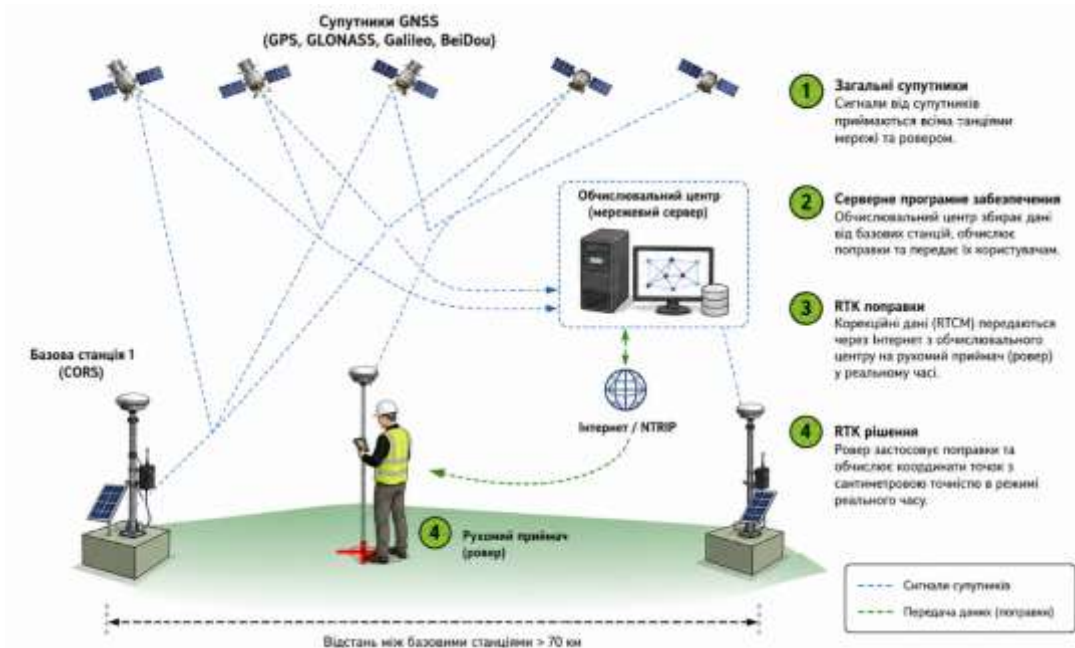 Супутники GNSS
(GPS, GLONASS, Galileo, BeiDou)
1
Загальні супутники
Сигнали від супутників
приймаються всіма танціями
мережі та ровером.
Обчислювальний центр
(мережевий сервер)
2
Серверне програмне забезпечення
Обчислювальний центр збирає дані
від базових станцій, обчислює
поправки та передає їх користувачам.
3
RTK поправки
Корекційні дані (RTCM) передаються
через Інтернет з обчислювального
центру на рухомий приймач (ровер)
у реальному часі.
Базова станція 1
(CORS)
Інтернет / NTRIP
4
RTK рішення
Ровер застосовує поправки та
обчислює координати точок з
сантиметровою точністю в режимі
реального часу.
4
Рухомий приймач
(ровер)
Сигнали супутників
Передача даних (поправки)
Відстань між базовими станціями > 70 км